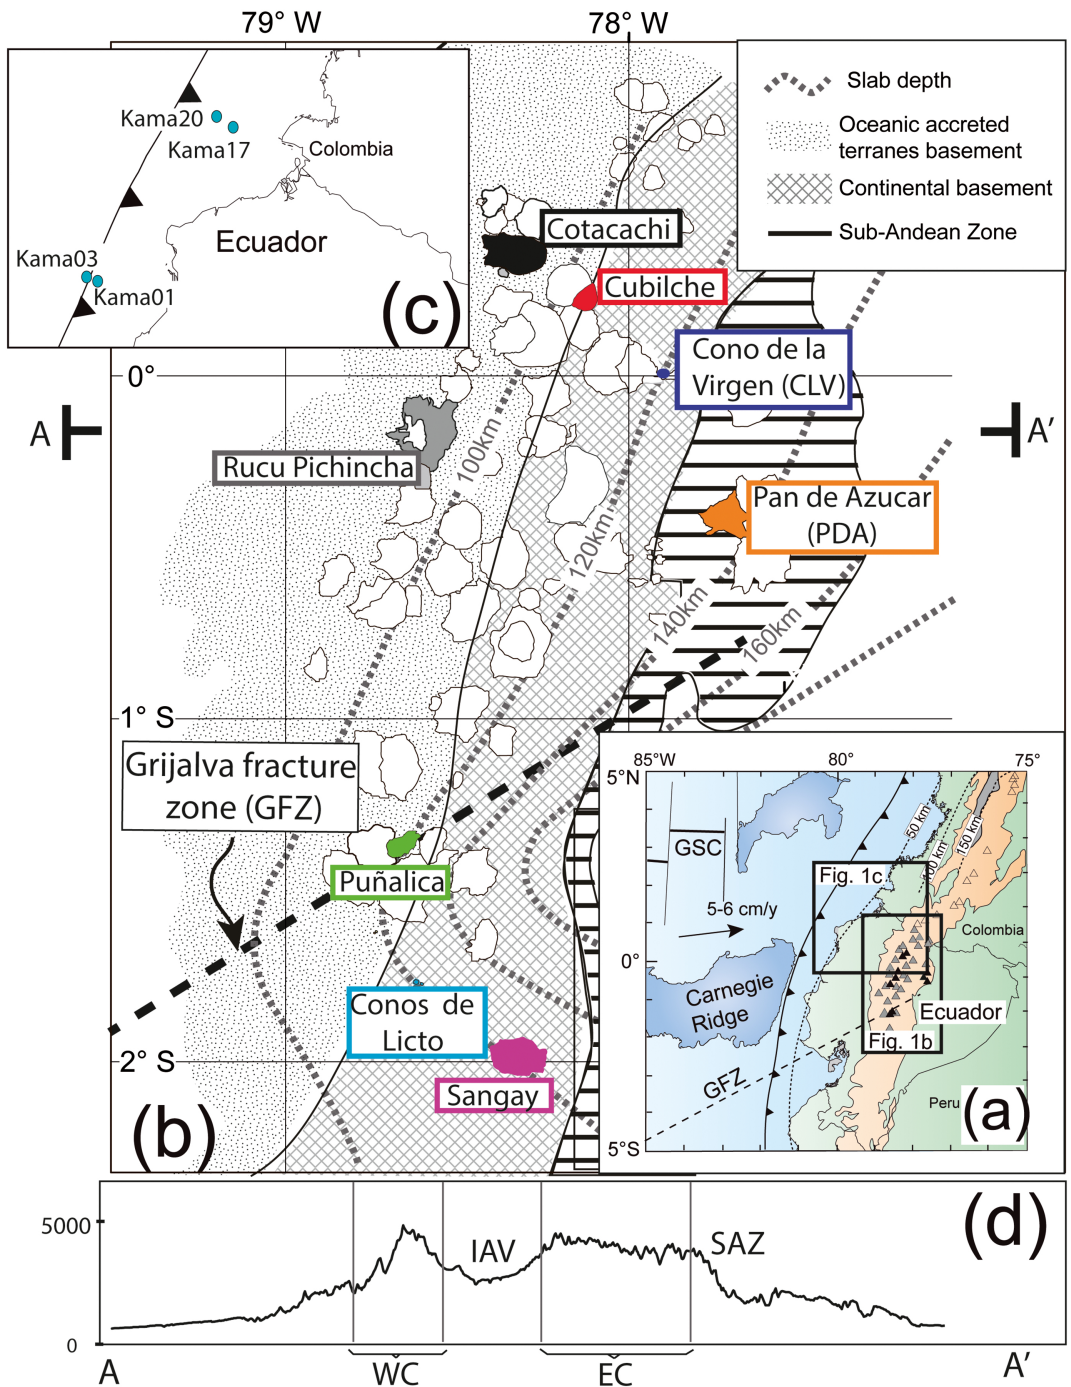 79° W
78° W
Kama20
Kama17
Colombia
Ecuador
Kama03
Kama01
(c)
Slab depth
Oceanic accreted
terranes basement
Continental basement
Sub-Andean Zone
Cotacachi
Cubilche
Cono de la
Virgen (CLV)
0°
A
A'
Rucu Pichincha
100km
Pan de Azucar
(PDA)
120km
140km
160km
1° S
Grijalva fracture
zone (GFZ)
Puñalica
Conos de
Licto
2° S
Sangay
(b)
85°W
80°
75°
5°N
GSC
50 km
100 km
150 km
Fig. 1c
5-6 cm/y
Colombia
0°
Carnegie
Ridge
Ecuador
Fig. 1b
GFZ
Peru
(a)
5°S
5000
IAV
SAZ
(d)
0
A
WC
EC
A'